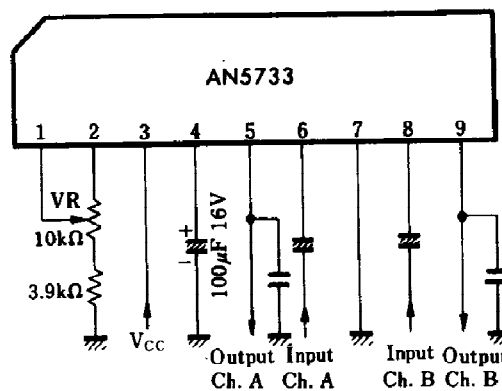 AN5733
1 2 3 4 5 6 7 8 9
VR
10kΩ
3.9kΩ
VCC
+
−
100μF 16V
Output Input Input Output
Ch. A Ch. A Ch. B Ch. B